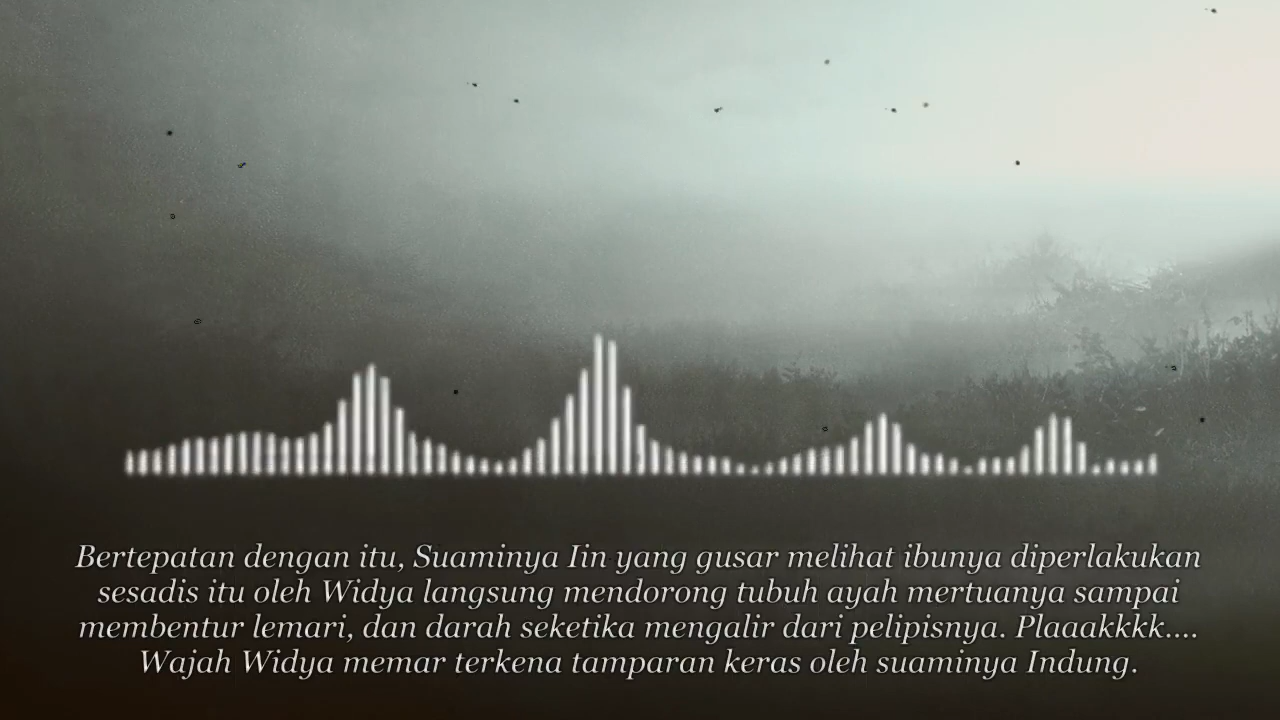 Bertepatan dengan itu, Suaminya Iin yang gusar melihat ibunya diperlakukan
sesadis itu oleh Widya langsung mendorong tubuh ayah mertuanya sampai
membentur lemari, dan darah seketika mengalir dari pelipisnya. Plaaakkkk....
Wajah Widya memar terkena tamparan keras oleh suaminya Indung.